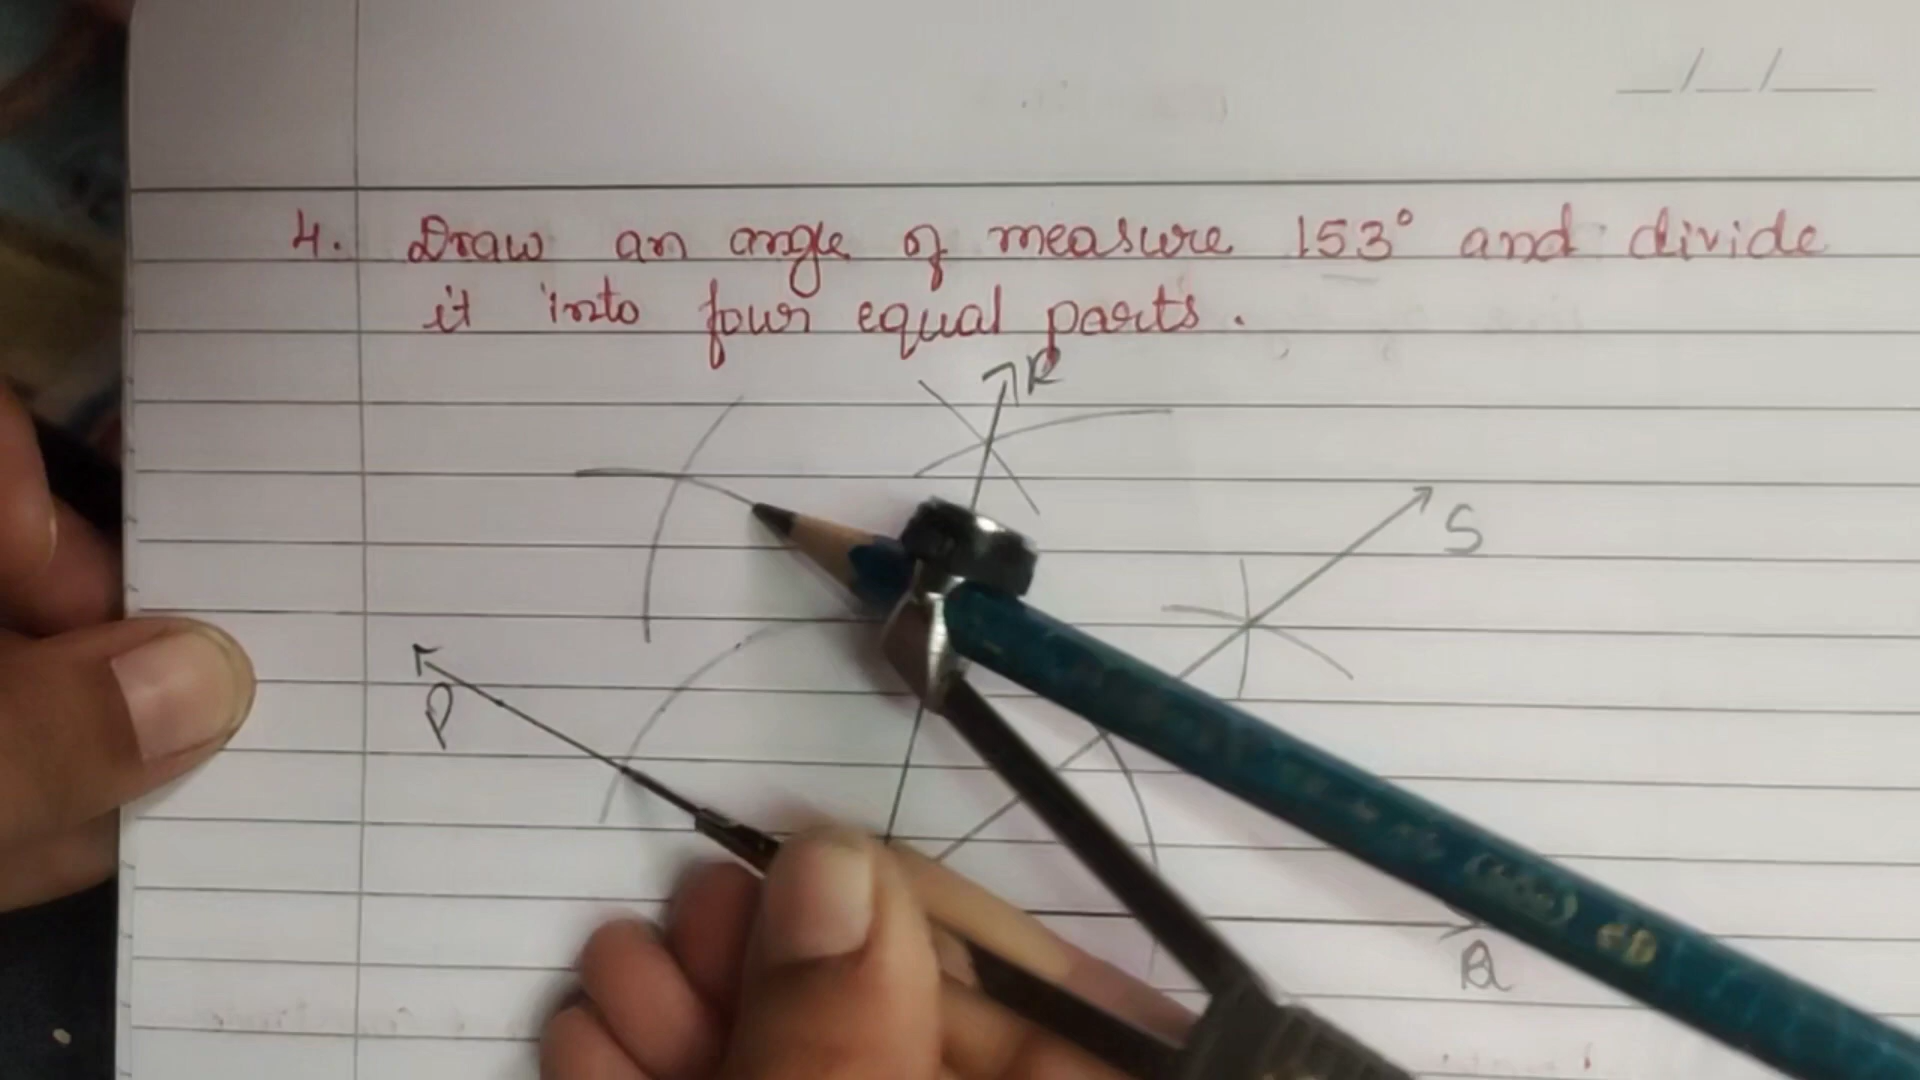 4. Draw an angle of measure 153° and divide
it into four equal parts.
R
S
P
Q